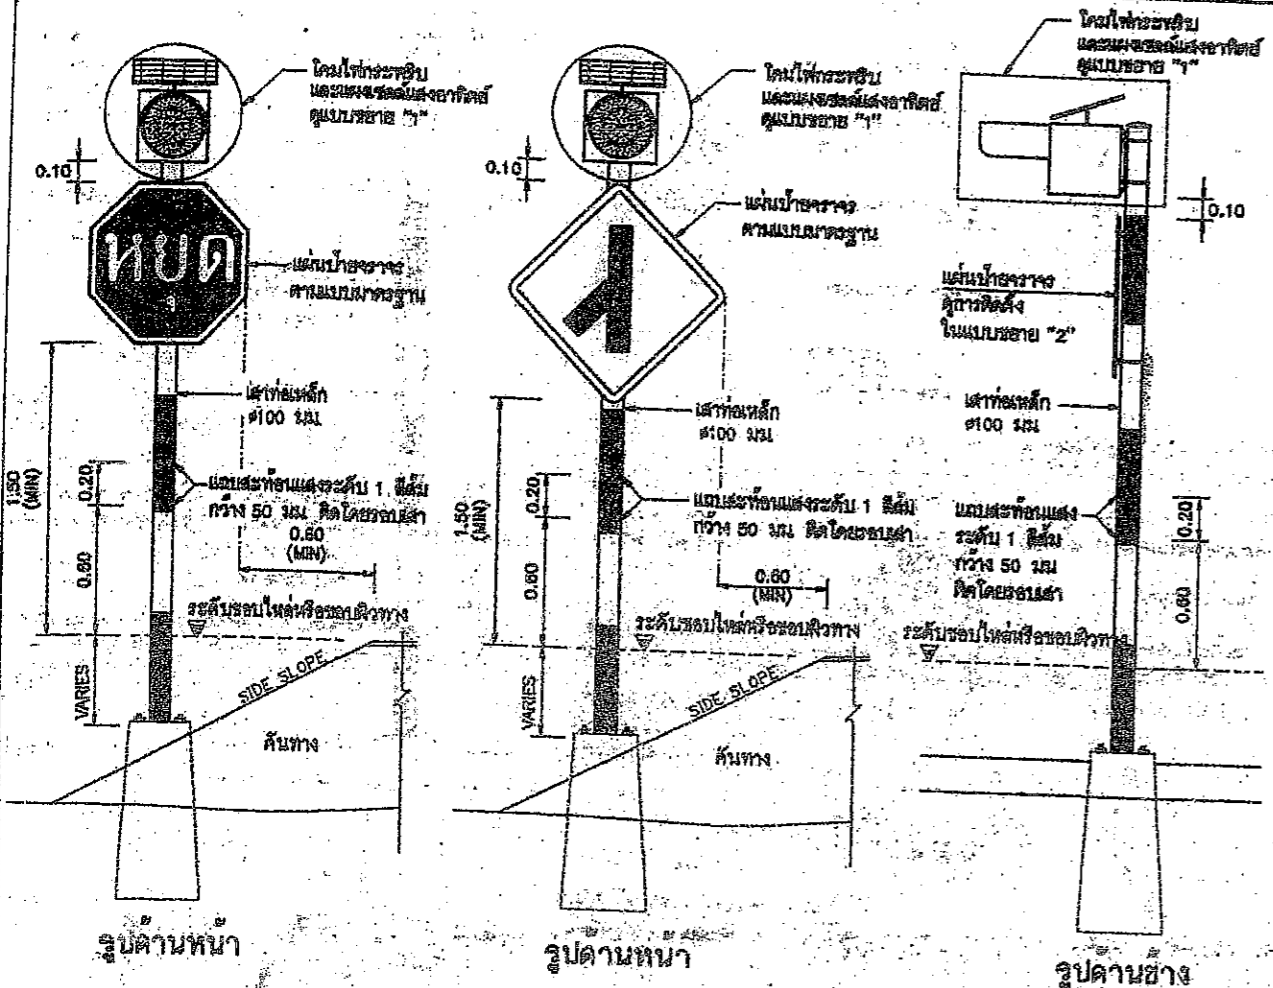 โคมไฟกระพริบ
และแผงเซลล์แสงอาทิตย์
ดูแบบขยาย "1"
0.10
หยุด
แผ่นป้ายจราจร
ตามแบบมาตรฐาน
เสาท่อเหล็ก
ø100 มม
1.50
(MIN)
0.20
แถบสะท้อนแสงระดับ 1 สีส้ม
กว้าง 50 มม ติดโดยรอบเสา
0.60
(MIN)
0.60
ระดับขอบไหล่หรือขอบผิวทาง
VARIES
SIDE SLOPE
คันทาง
รูปด้านหน้า
โคมไฟกระพริบ
และแผงเซลล์แสงอาทิตย์
ดูแบบขยาย "1"
0.10
แผ่นป้ายจราจร
ตามแบบมาตรฐาน
เสาท่อเหล็ก
ø100 มม
1.50
(MIN)
0.20
แถบสะท้อนแสงระดับ 1 สีส้ม
กว้าง 50 มม ติดโดยรอบเสา
0.60
0.60
(MIN)
ระดับขอบไหล่หรือขอบผิวทาง
VARIES
SIDE SLOPE
คันทาง
รูปด้านหน้า
โคมไฟกระพริบ
และแผงเซลล์แสงอาทิตย์
ดูแบบขยาย "1"
0.10
แผ่นป้ายจราจร
ดูการติดตั้ง
ในแบบขยาย "2"
เสาท่อเหล็ก
ø100 มม
แถบสะท้อนแสง
ระดับ 1 สีส้ม
กว้าง 50 มม
ติดโดยรอบเสา
0.20
0.60
ระดับขอบไหล่หรือขอบผิวทาง
รูปด้านข้าง